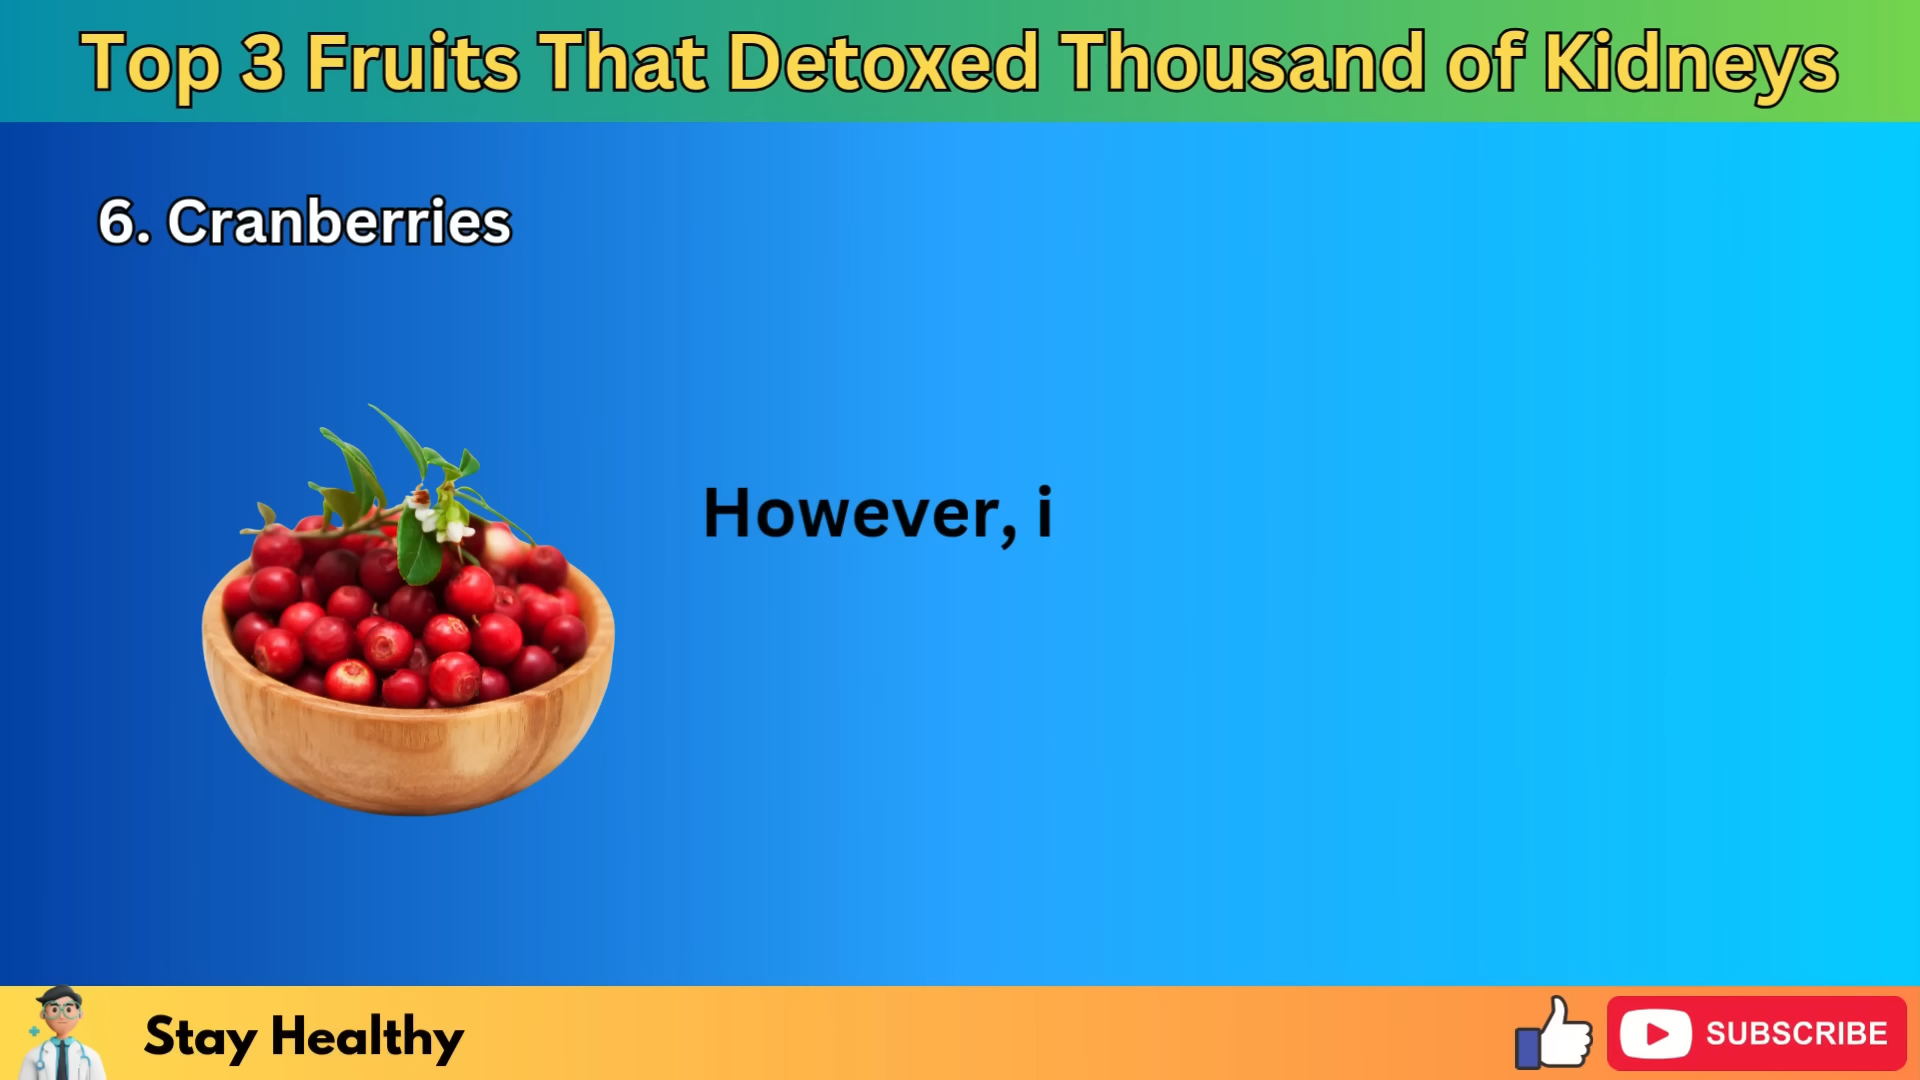 Top 3 Fruits That Detoxed Thousand of Kidneys
6. Cranberries
However, i
Stay Healthy
SUBSCRIBE